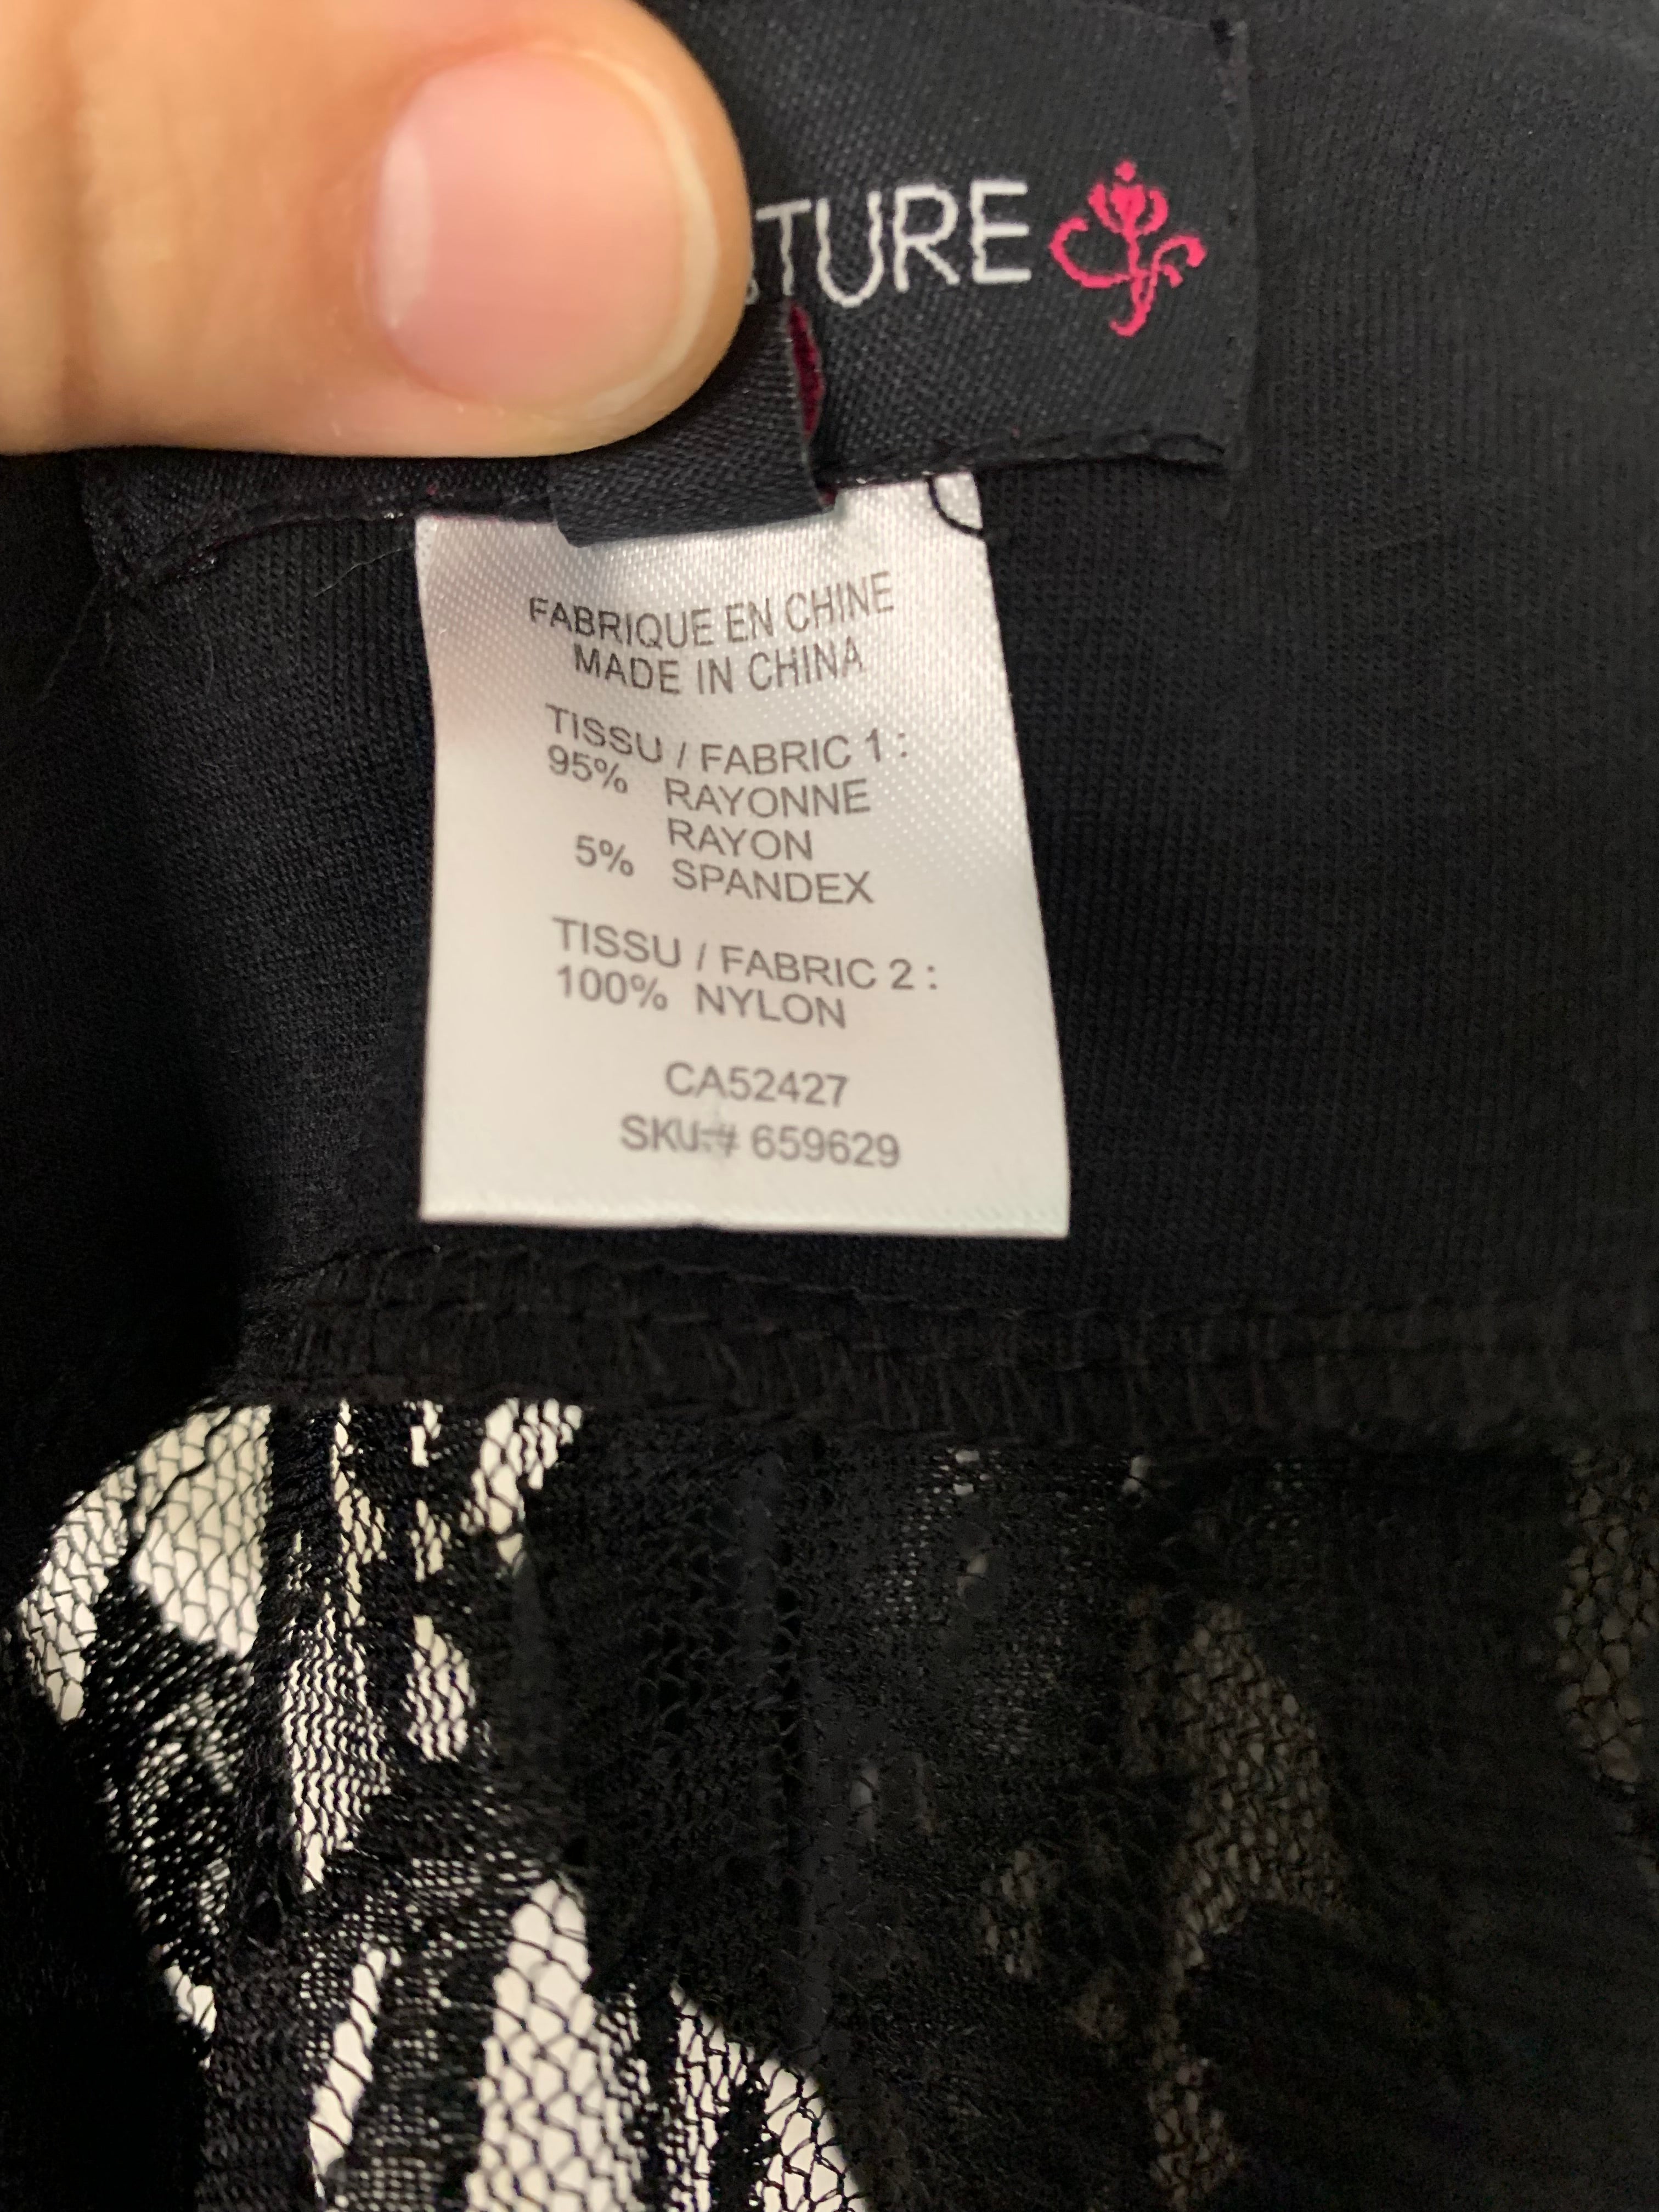 TURE
FABRIQUE EN CHINE
MADE IN CHINA
TISSU / FABRIC 1 :
95% RAYONNE
RAYON
5% SPANDEX
TISSU / FABRIC 2 :
100% NYLON
CA52427
SKU:# 659629